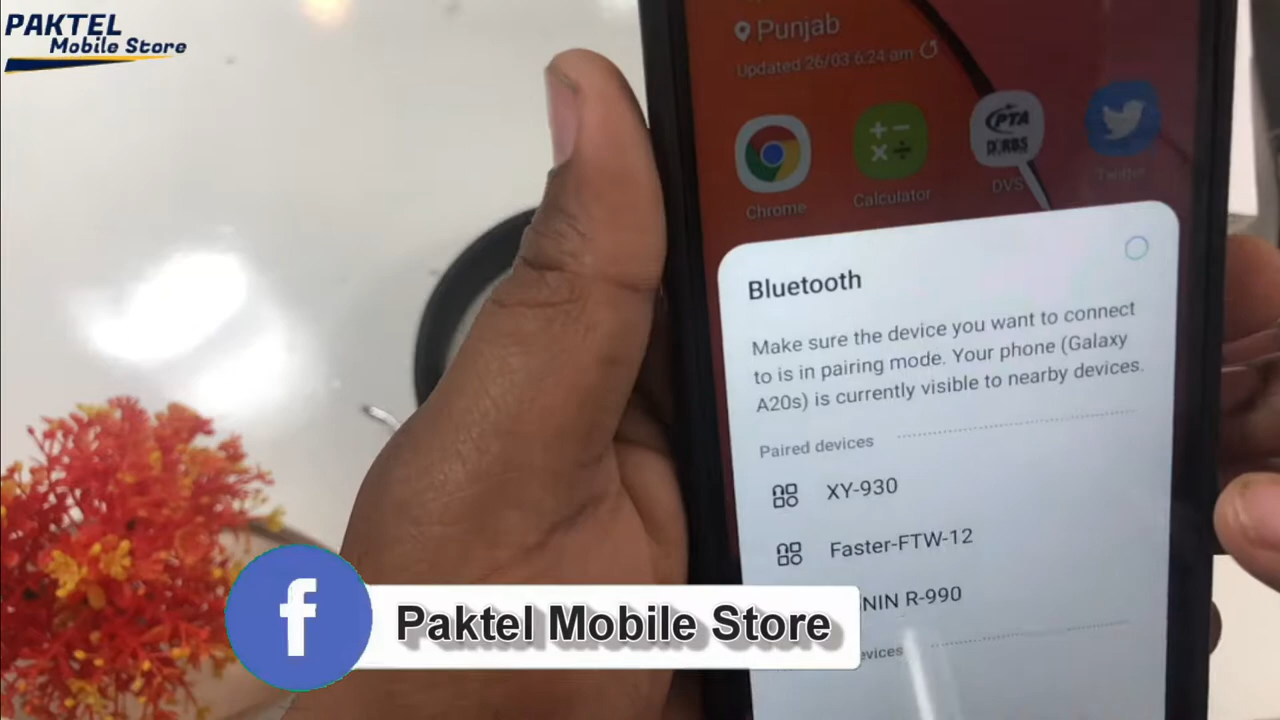 PAKTEL
Mobile Store
Punjab
Updated 26/03 6:24 am
PTA
DIRBS
Chrome
Calculator
DVS
Twitter
Bluetooth
Make sure the device you want to connect
to is in pairing mode. Your phone (Galaxy
A20s) is currently visible to nearby devices.
Paired devices
XY-930
Faster-FTW-12
NIN R-990
evices
f
Paktel Mobile Store